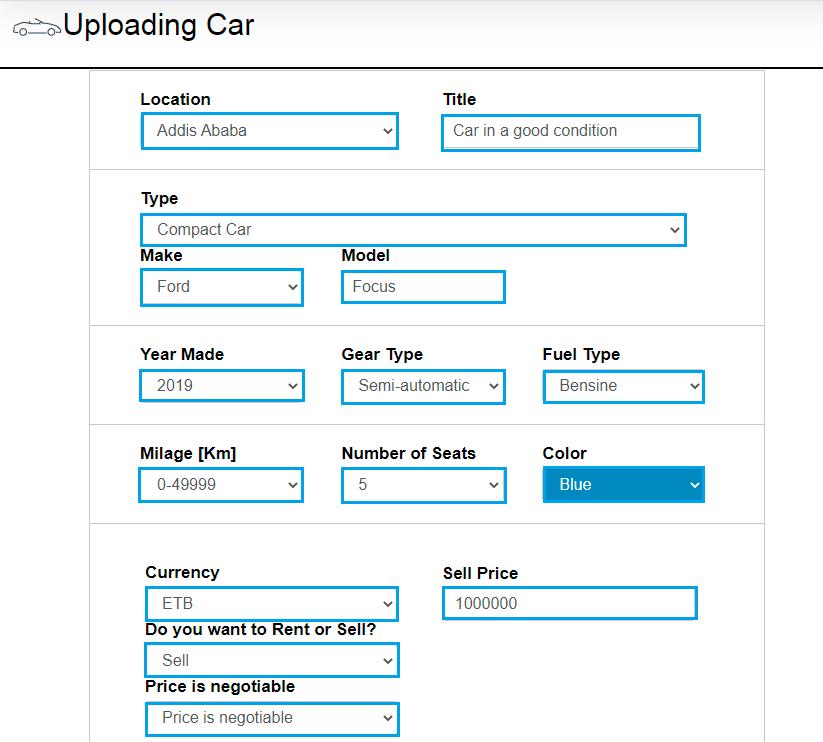 Uploading Car
Location Title
Addis Ababa Car in a good condition
Type
Compact Car
Make Model
Ford Focus
Year Made Gear Type Fuel Type
2019 Semi-automatic Bensine
Milage [Km] Number of Seats Color
0-49999 5 Blue
Currency Sell Price
ETB 1000000
Do you want to Rent or Sell?
Sell
Price is negotiable
Price is negotiable